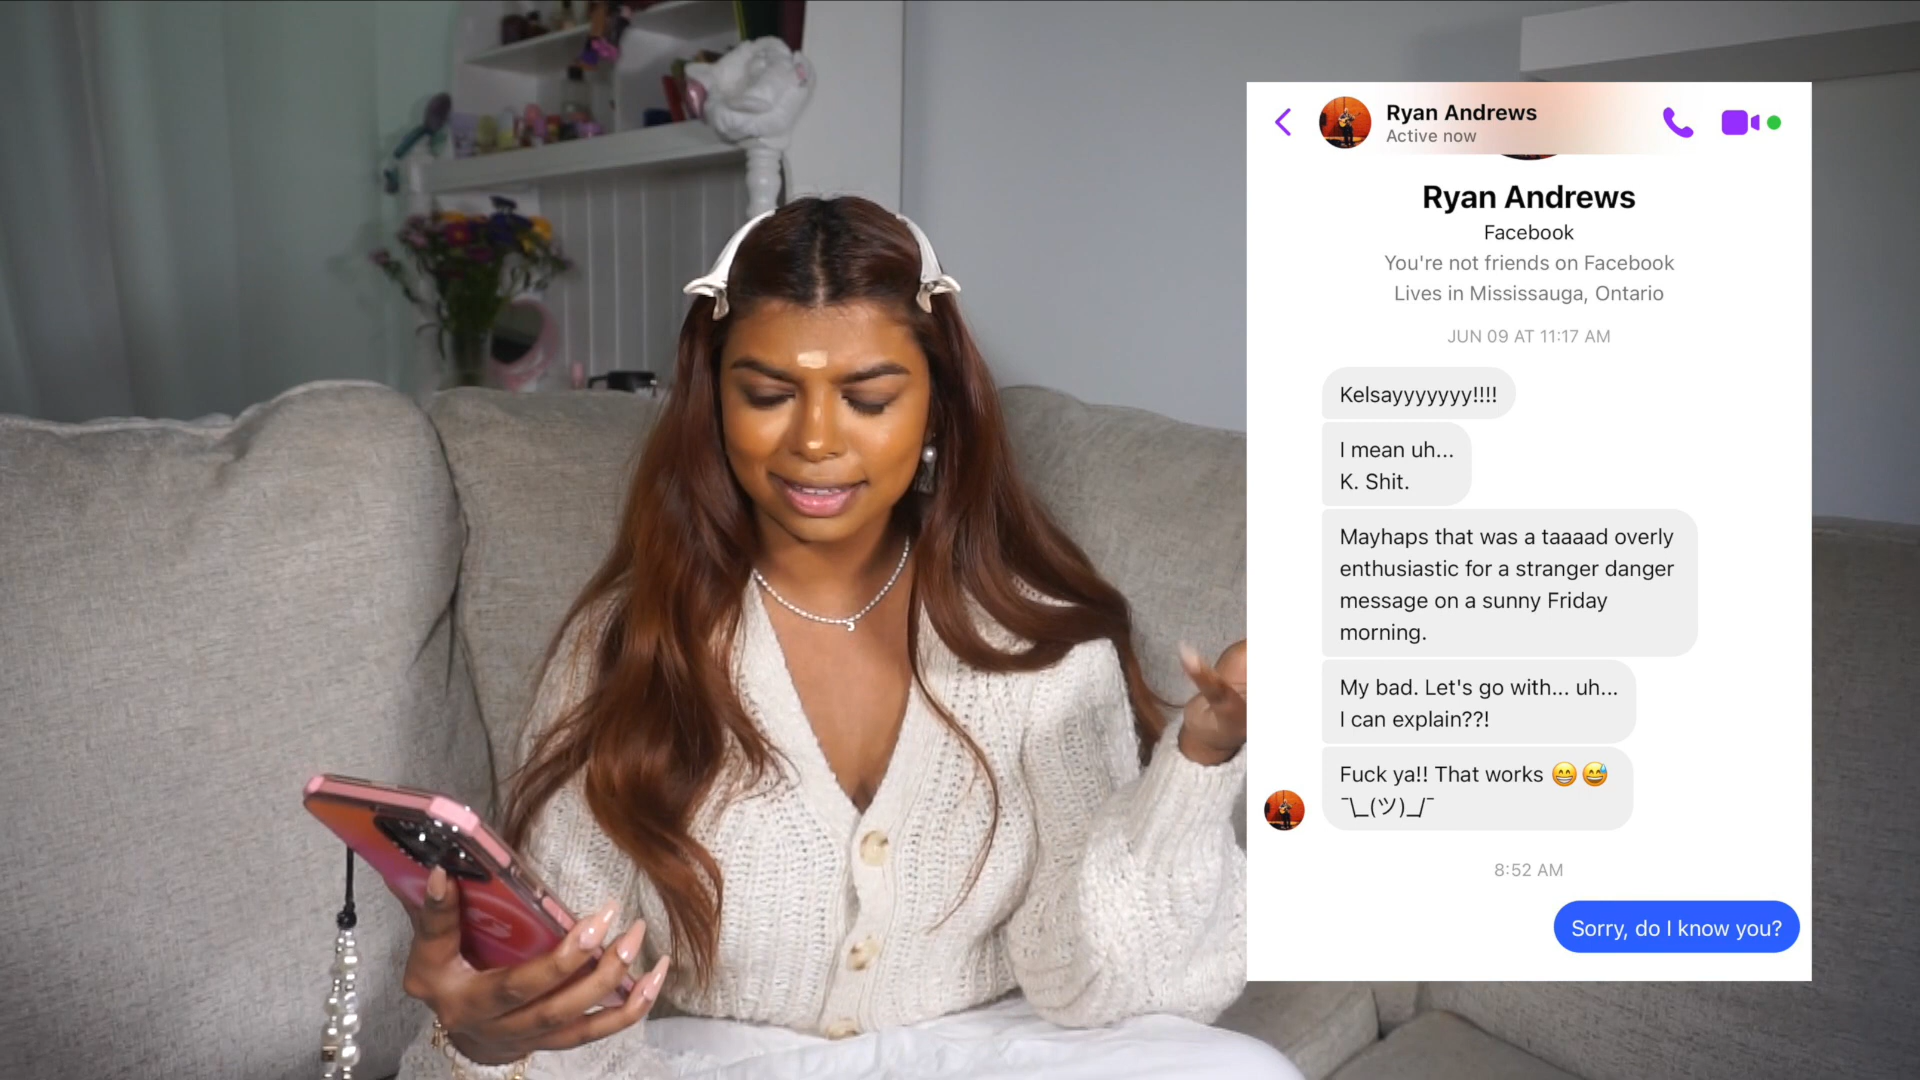 Ryan Andrews
Active now
Ryan Andrews
Facebook
You're not friends on Facebook
Lives in Mississauga, Ontario
JUN 09 AT 11:17 AM
Kelsayyyyyyy!!!!
I mean uh...
K. Shit.
Mayhaps that was a taaaad overly
enthusiastic for a stranger danger
message on a sunny Friday
morning.
My bad. Let's go with... uh...
I can explain??!
Fuck ya!! That works 😁 😅
¯\_(ツ)_/¯
8:52 AM
Sorry, do I know you?